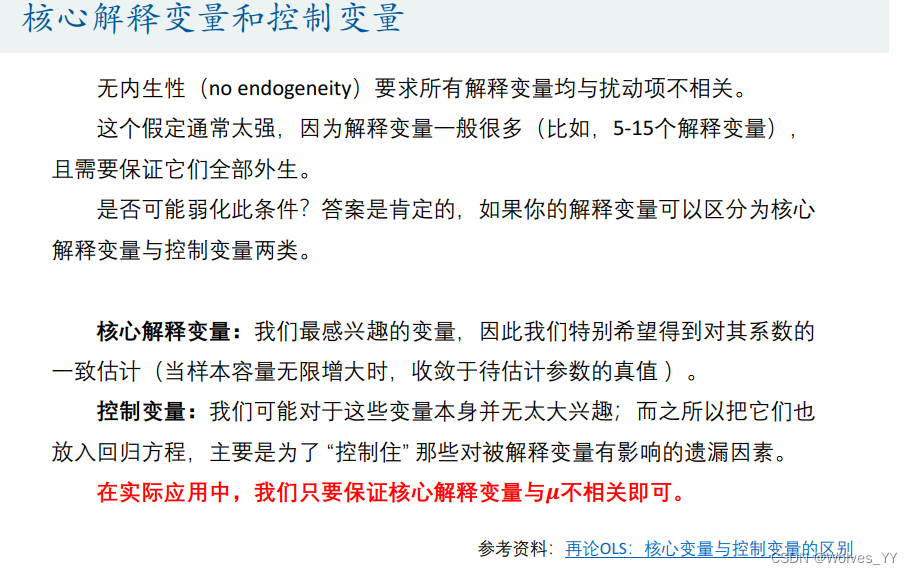 核心解释变量和控制变量
无内生性（no endogeneity）要求所有解释变量均与扰动项不相关。
这个假定通常太强，因为解释变量一般很多（比如，5-15个解释变量），
且需要保证它们全部外生。
是否可能弱化此条件？答案是肯定的，如果你的解释变量可以区分为核心
解释变量与控制变量两类。
核心解释变量：我们最感兴趣的变量，因此我们特别希望得到对其系数的
一致估计（当样本容量无限增大时，收敛于待估计参数的真值 ）。
控制变量：我们可能对于这些变量本身并无太大兴趣；而之所以把它们也
放入回归方程，主要是为了 “控制住” 那些对被解释变量有影响的遗漏因素。
在实际应用中，我们只要保证核心解释变量与μ不相关即可。
参考资料：再论OLS：核心变量与控制变量的区别
CSDN @Wolves_YY